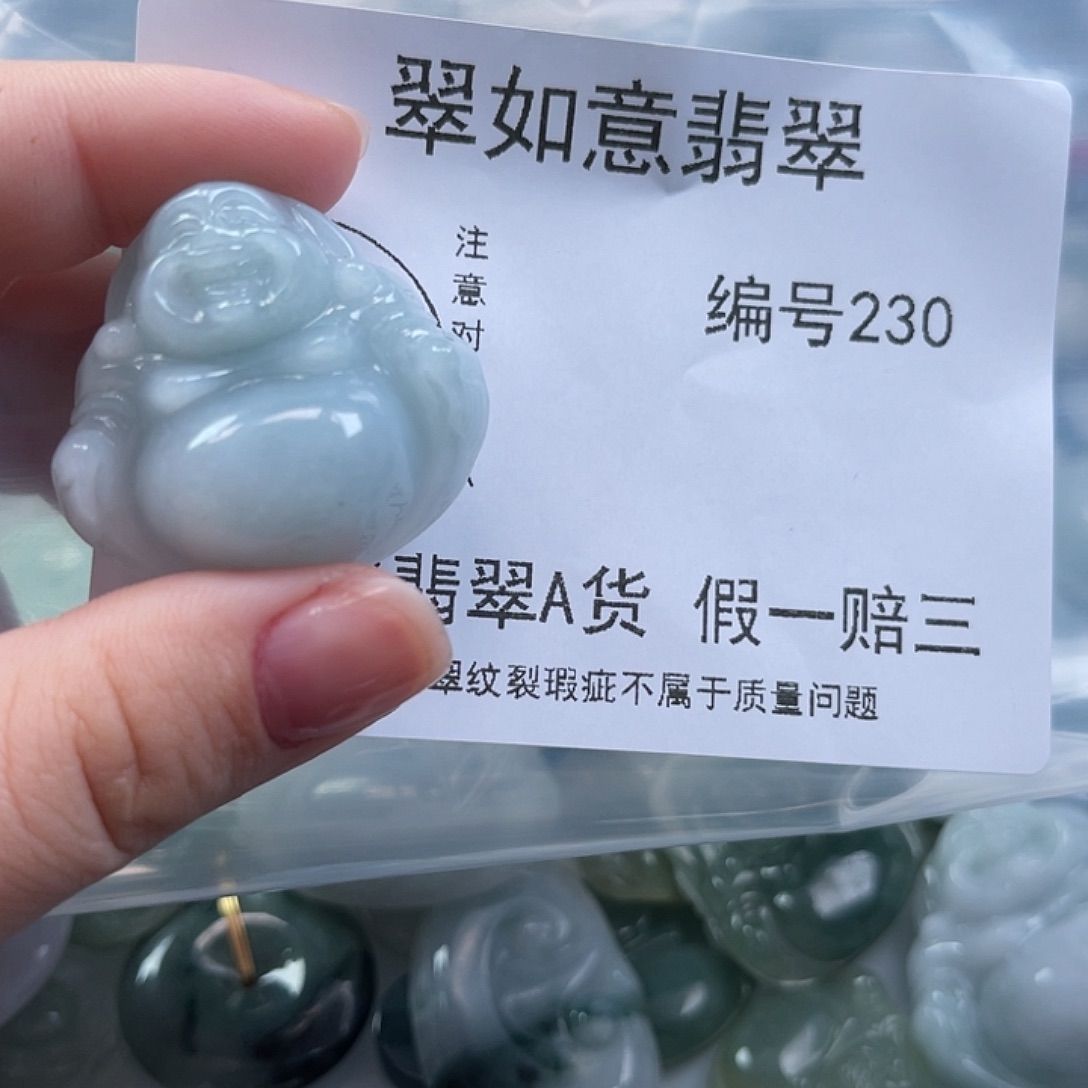 翠如意翡翠
注意对
编号230
翡翠A货 假一赔三
翠纹裂瑕疵不属于质量问题